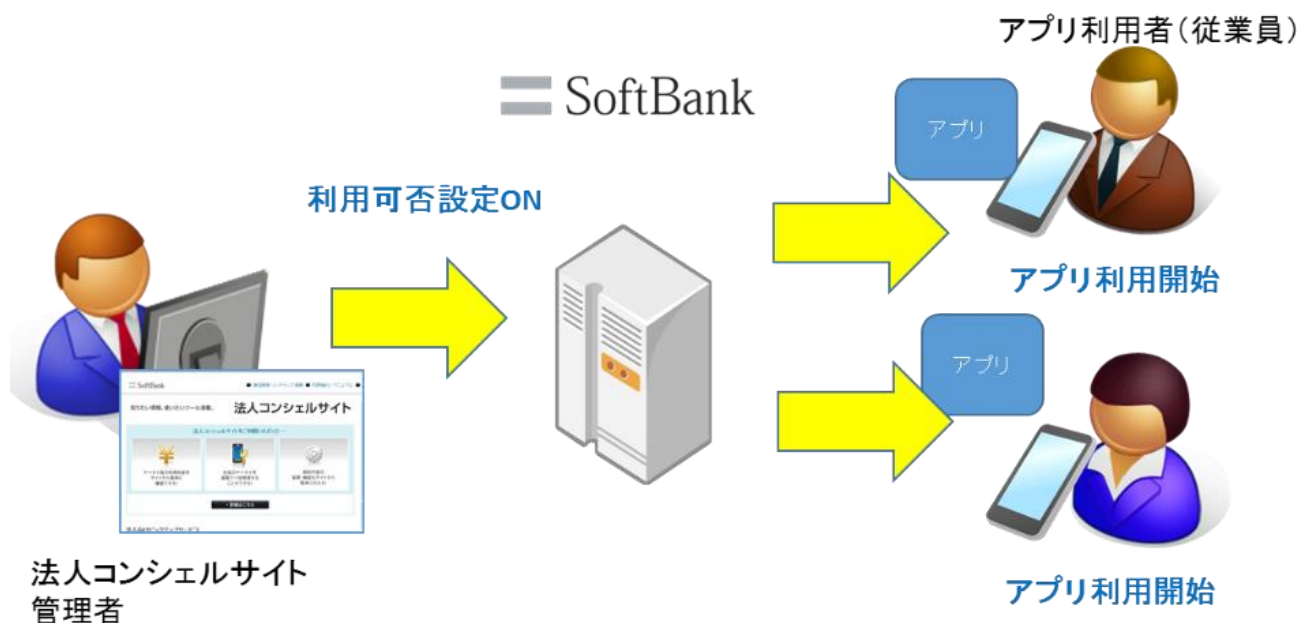 アプリ利用者(従業員)
SoftBank
アプリ
利用可否設定ON
アプリ利用開始
アプリ
SoftBank
法人コンシェルサイト
法人コンシェルサイト
管理者
アプリ利用開始